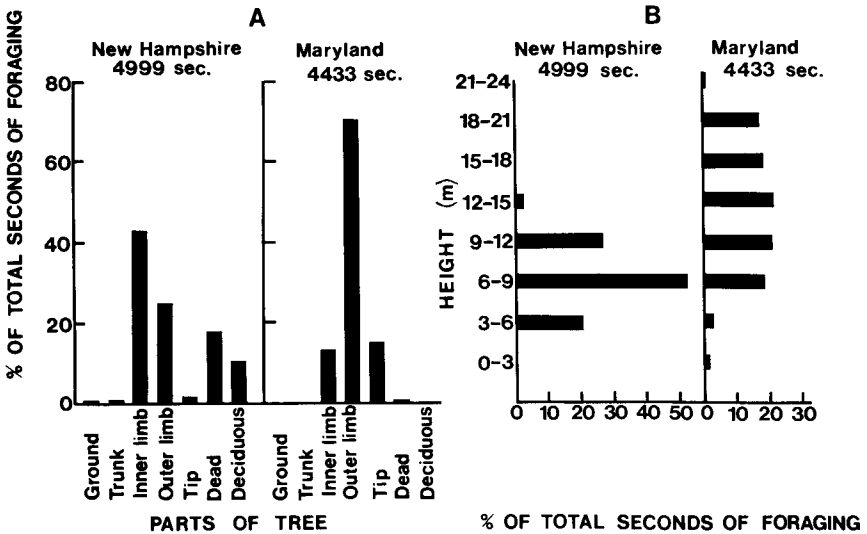 A
New Hampshire
4999 sec.
Maryland
4433 sec.
% OF TOTAL SECONDS OF FORAGING
80
60
40
20
0
Ground
Trunk
Inner limb
Outer limb
Tip
Dead
Deciduous
Ground
Trunk
Inner limb
Outer limb
Tip
Dead
Deciduous
PARTS OF TREE
B
New Hampshire
4999 sec.
Maryland
4433 sec.
HEIGHT (m)
21-24
18-21
15-18
12-15
9-12
6-9
3-6
0-3
0 10 20 30 40 50
0 10 20 30
% OF TOTAL SECONDS OF FORAGING